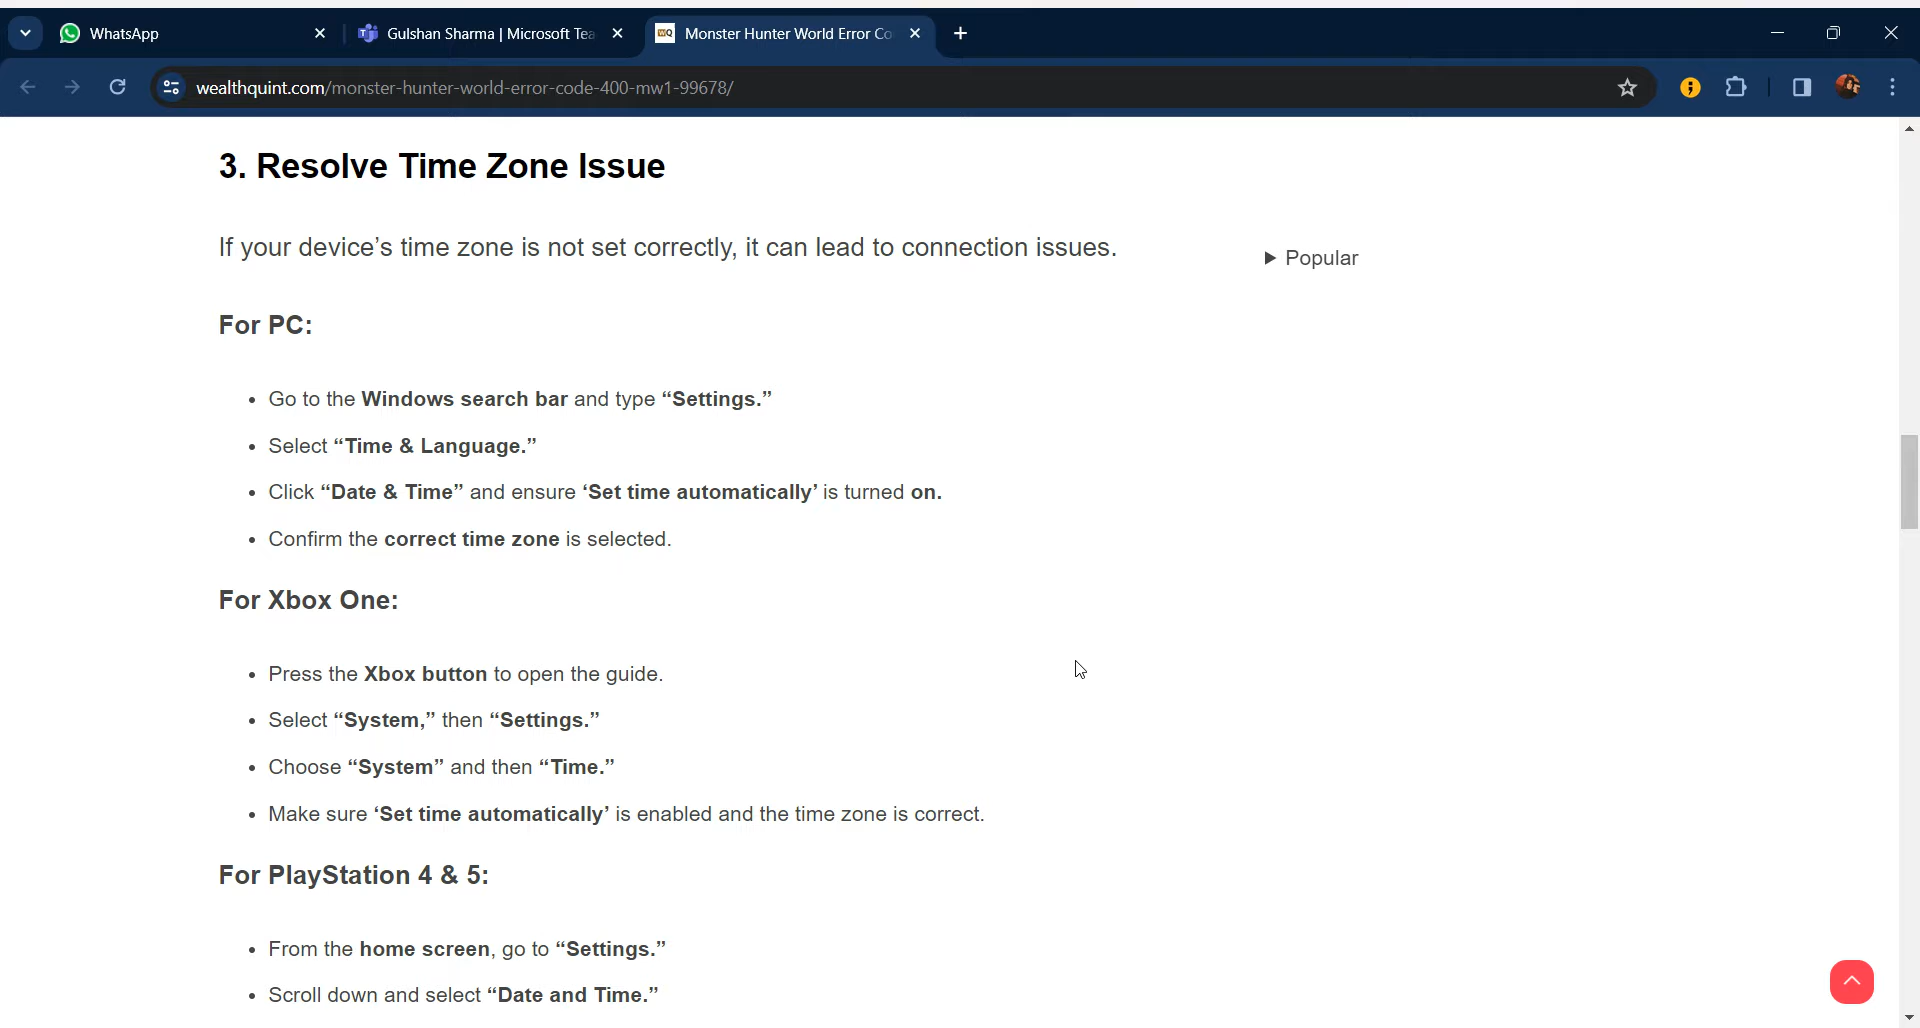 WhatsApp
Gulshan Sharma | Microsoft Tea
Monster Hunter World Error Co
wealthquint.com/monster-hunter-world-error-code-400-mw1-99678/
3. Resolve Time Zone Issue
If your device’s time zone is not set correctly, it can lead to connection issues.
▶ Popular
For PC:
• Go to the Windows search bar and type “Settings.”
• Select “Time & Language.”
• Click “Date & Time” and ensure ‘Set time automatically’ is turned on.
• Confirm the correct time zone is selected.
For Xbox One:
• Press the Xbox button to open the guide.
• Select “System,” then “Settings.”
• Choose “System” and then “Time.”
• Make sure ‘Set time automatically’ is enabled and the time zone is correct.
For PlayStation 4 & 5:
• From the home screen, go to “Settings.”
• Scroll down and select “Date and Time.”